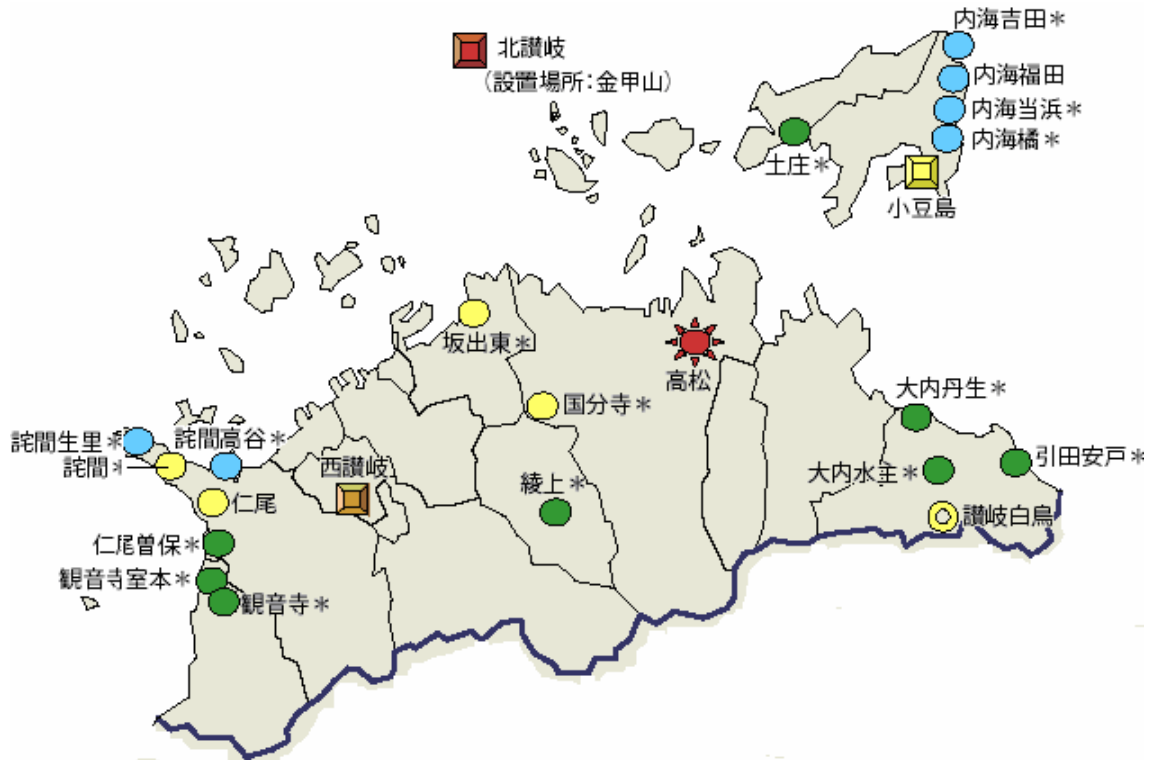 内海吉田＊
北讃岐
（設置場所：金甲山）
内海福田
内海当浜＊
内海橘＊
土庄＊
小豆島
坂出東＊
高松
大内丹生＊
国分寺＊
詫間生里＊
詫間高谷＊
詫間＊
西讃岐
引田安戸＊
大内水主＊
綾上＊
仁尾
讃岐白鳥
仁尾曽保＊
観音寺室本＊
観音寺＊